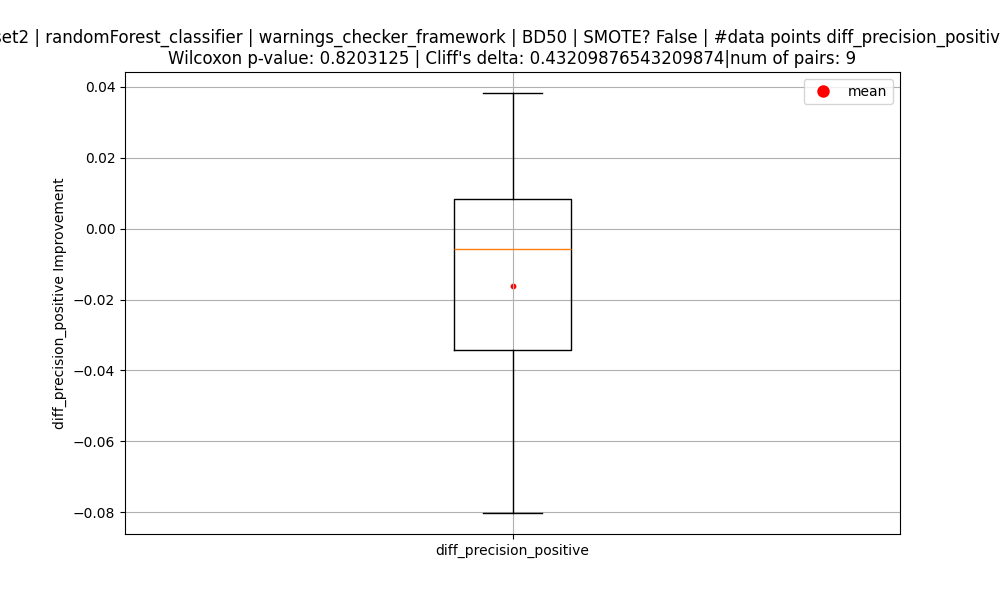 set2 | randomForest_classifier | warnings_checker_framework | BD50 | SMOTE? False | #data points diff_precision_positiv
Wilcoxon p-value: 0.8203125 | Cliff's delta: 0.43209876543209874|num of pairs: 9
mean
0.04
0.02
0.00
−0.02
−0.04
−0.06
−0.08
diff_precision_positive Improvement
diff_precision_positive